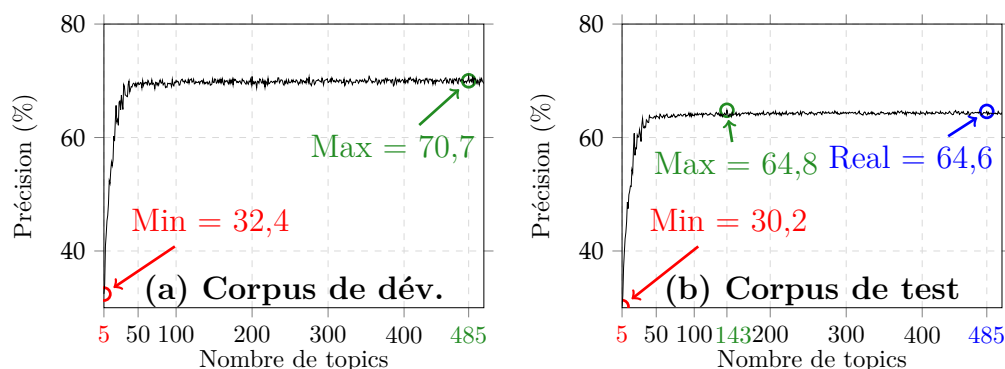 80
60
40
Précision (%)
Max = 70,7
Min = 32,4
(a) Corpus de dév.
5 50 100 200 300 400 485
Nombre de topics
80
60
40
Précision (%)
Max = 64,8
Real = 64,6
Min = 30,2
(b) Corpus de test
5 50 100 143 200 300 400 485
Nombre de topics